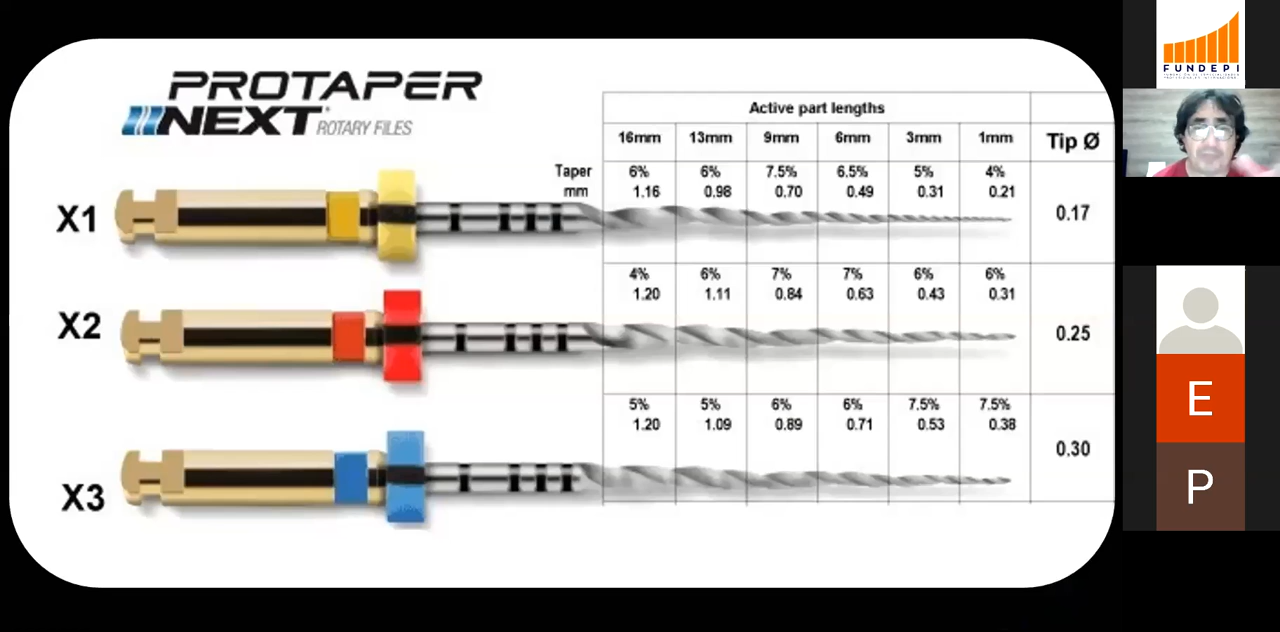 PROTAPER
NEXT® ROTARY FILES
Active part lengths
16mm 13mm 9mm 6mm 3mm 1mm Tip Ø
Taper 6% 6% 7.5% 6.5% 5% 4%
mm 1.16 0.98 0.70 0.49 0.31 0.21
X1 0.17
4% 6% 7% 7% 6% 6%
1.20 1.11 0.84 0.63 0.43 0.31
X2 0.25
5% 5% 6% 6% 7.5% 7.5%
1.20 1.09 0.89 0.71 0.53 0.38
X3 0.30
FUNDEPI
E
P